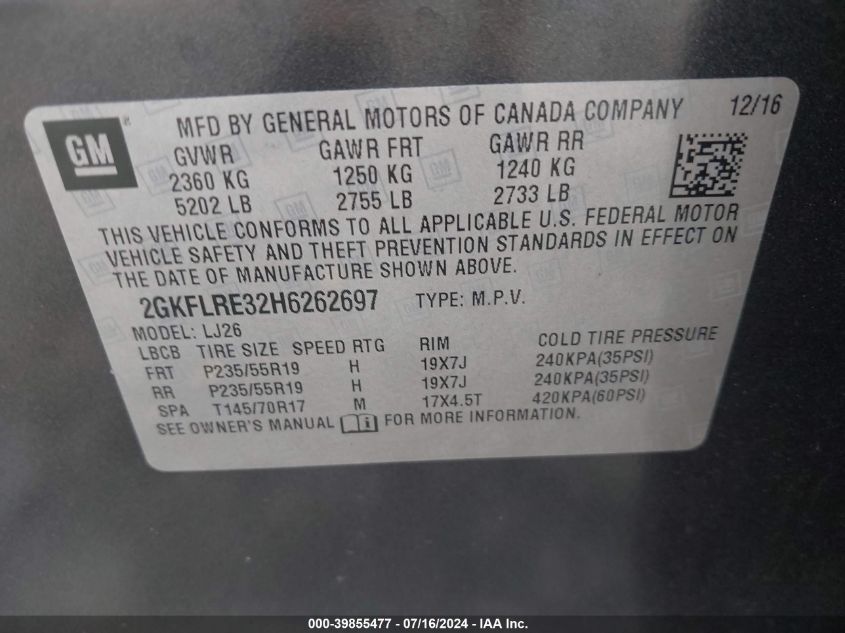 GM ® MFD BY GENERAL MOTORS OF CANADA COMPANY 12/16
GVWR GAWR FRT GAWR RR
2360 KG 1250 KG 1240 KG
5202 LB 2755 LB 2733 LB
THIS VEHICLE CONFORMS TO ALL APPLICABLE U.S. FEDERAL MOTOR
VEHICLE SAFETY AND THEFT PREVENTION STANDARDS IN EFFECT ON
THE DATE OF MANUFACTURE SHOWN ABOVE.
2GKFLRE32H6262697 TYPE: M.P.V.
MODEL: LJ26
LBCB TIRE SIZE SPEED RTG RIM COLD TIRE PRESSURE
FRT P235/55R19 H 19X7J 240KPA(35PSI)
RR P235/55R19 H 19X7J 240KPA(35PSI)
SPA T145/70R17 M 17X4.5T 420KPA(60PSI)
SEE OWNER'S MANUAL i FOR MORE INFORMATION.
000-39855477 - 07/16/2024 - IAA Inc.